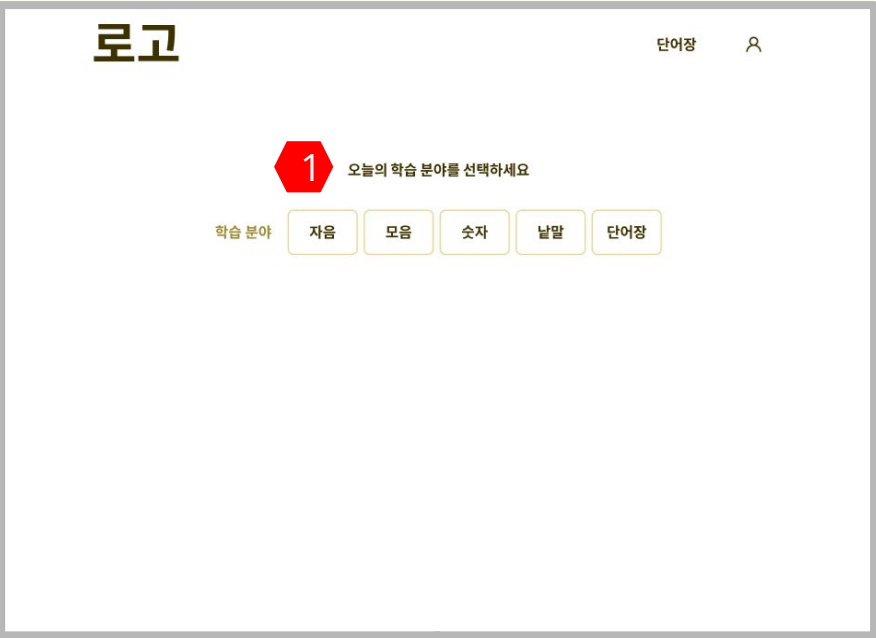 로고
단어장
1
오늘의 학습 분야를 선택하세요
학습 분야 자음 모음 숫자 낱말 단어장